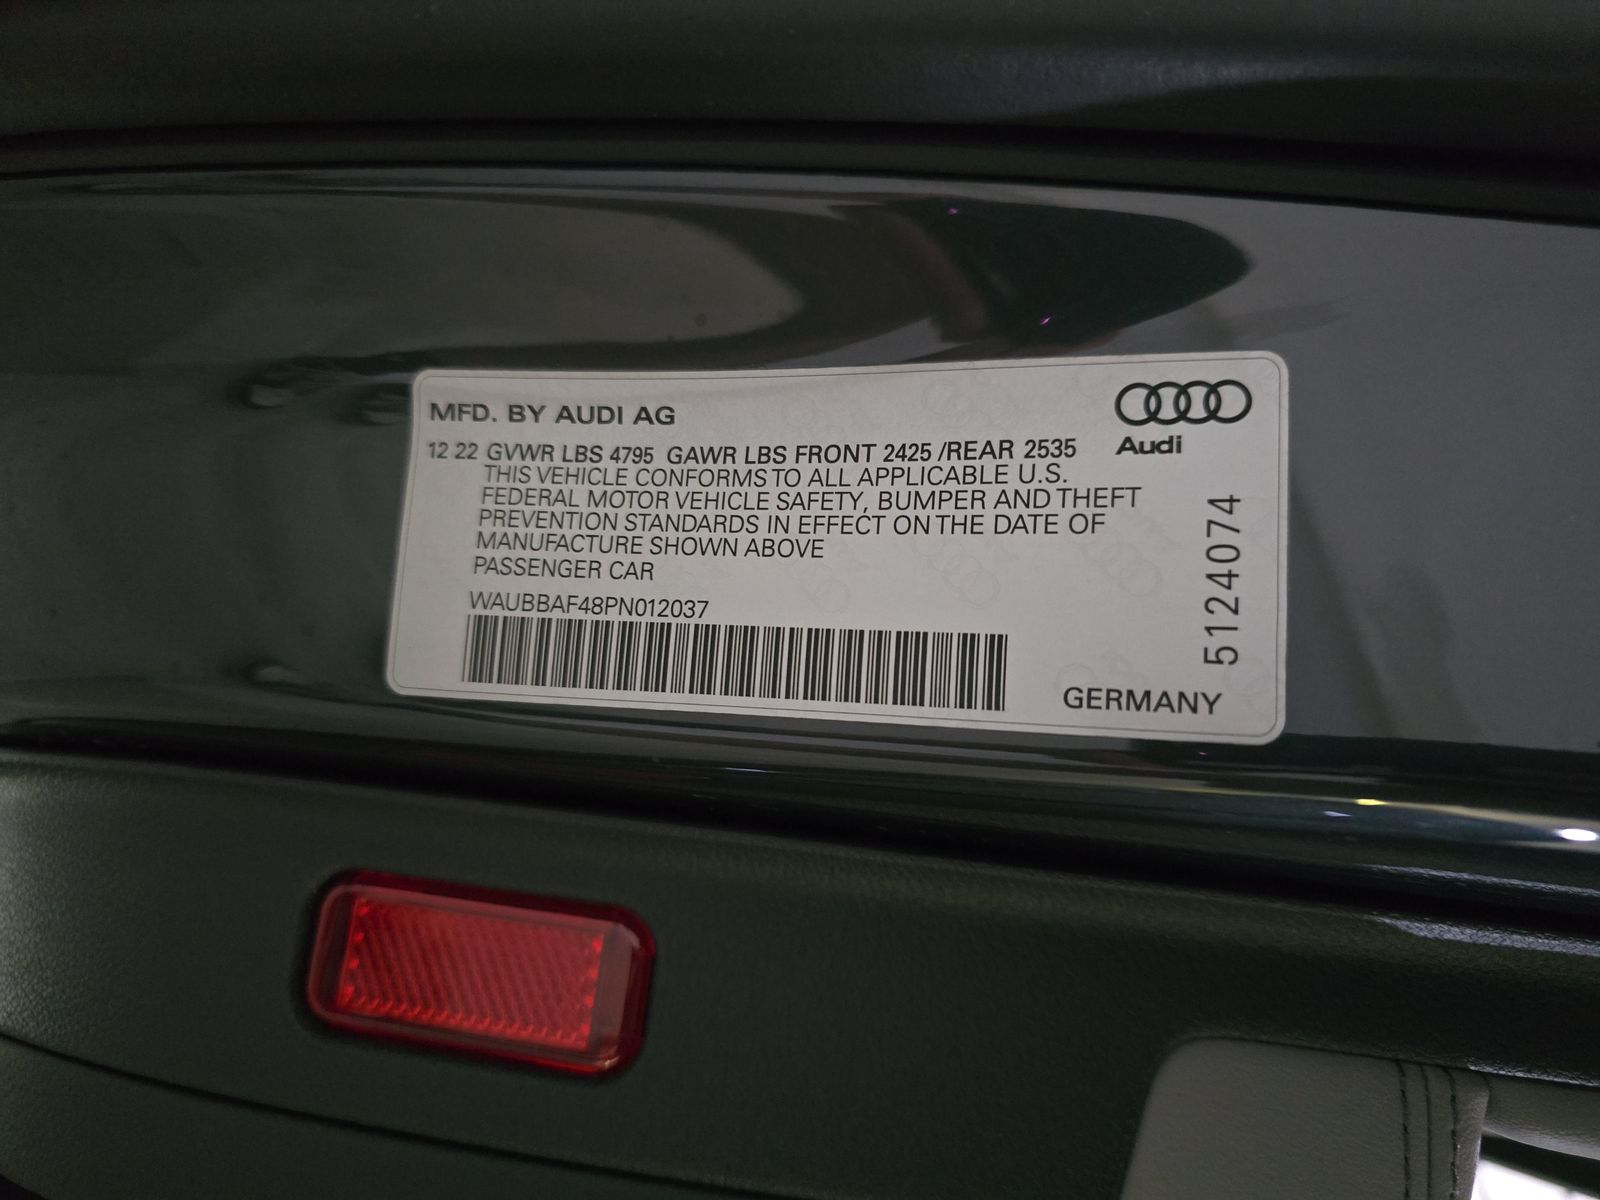 MFD. BY AUDI AG
Audi
12 22 GVWR LBS 4795 GAWR LBS FRONT 2425 /REAR 2535
THIS VEHICLE CONFORMS TO ALL APPLICABLE U.S.
FEDERAL MOTOR VEHICLE SAFETY, BUMPER AND THEFT
PREVENTION STANDARDS IN EFFECT ON THE DATE OF
MANUFACTURE SHOWN ABOVE
PASSENGER CAR
WAUBBAF48PN012037
5124074
GERMANY